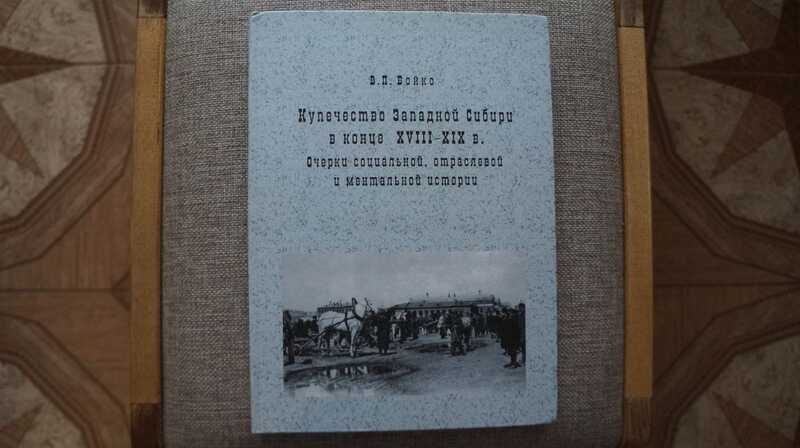 В.П. Бойко
Купечество Западной Сибири
в конце XVIII–XIX в.
Очерки социальной, отраслевой
и ментальной истории